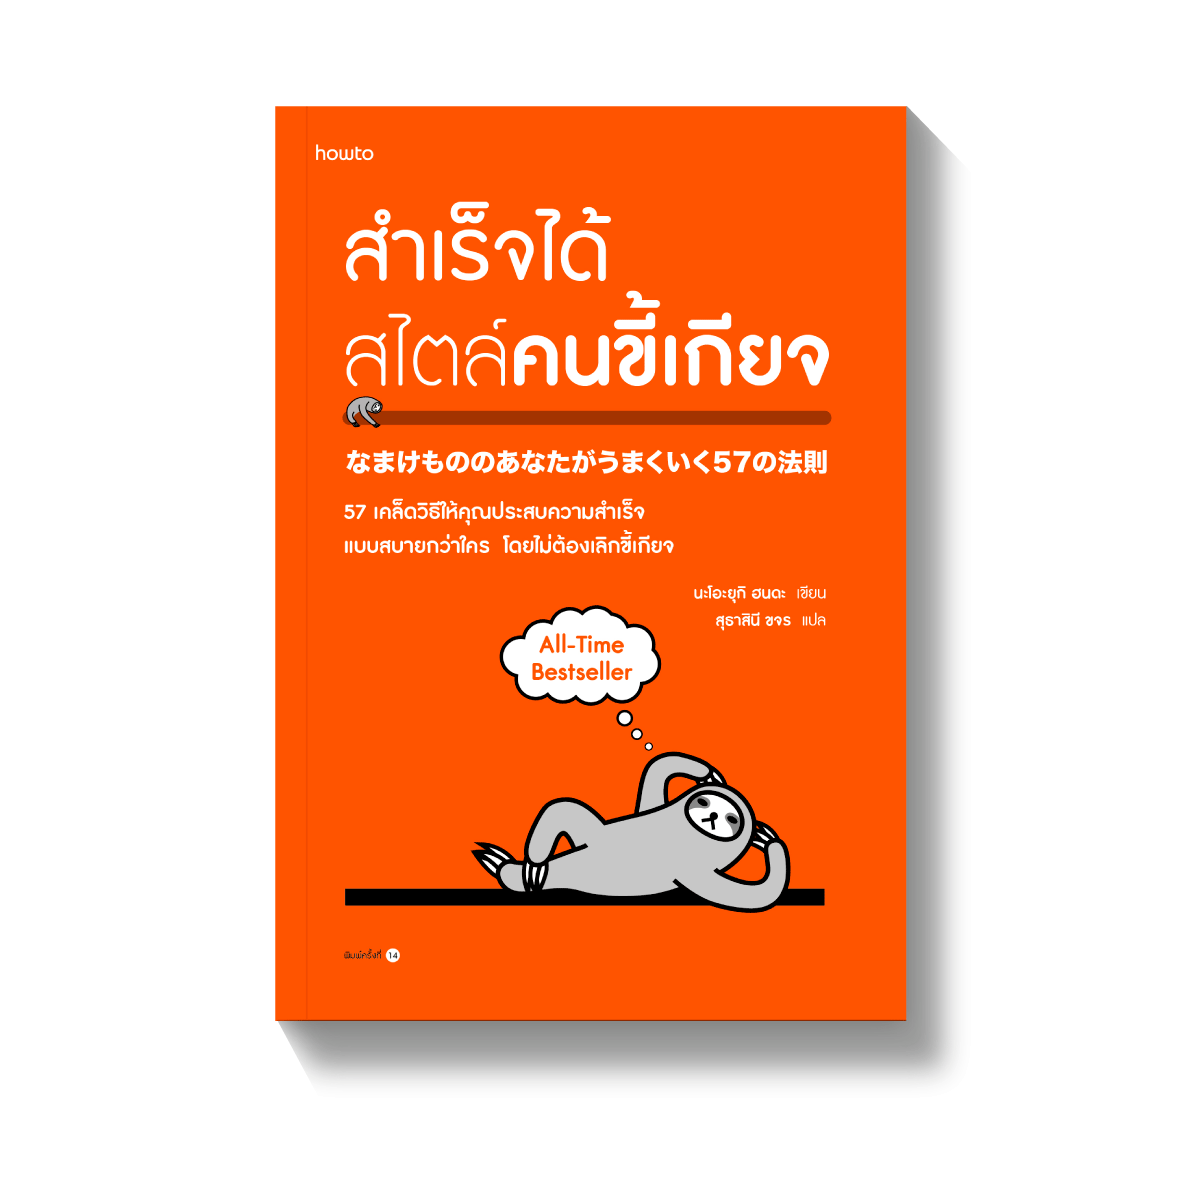 howto
สำเร็จได้
สไตล์คนขี้เกียจ
なまけもののあなたがうまくいく57の法則
57 เคล็ดวิธีให้คุณประสบความสำเร็จ
แบบสบายกว่าใคร โดยไม่ต้องเลิกขี้เกียจ
นะโอะยุกิ ฮนดะ เขียน
สุธาสินี ขจร แปล
All-Time
Bestseller
พิมพ์ครั้งที่ 14